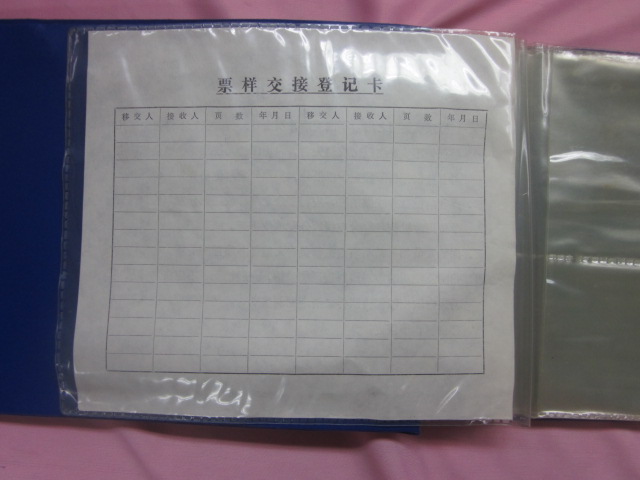 票样交接登记卡
移交人 接收人 页数 年月日 移交人 接收人 页数 年月日